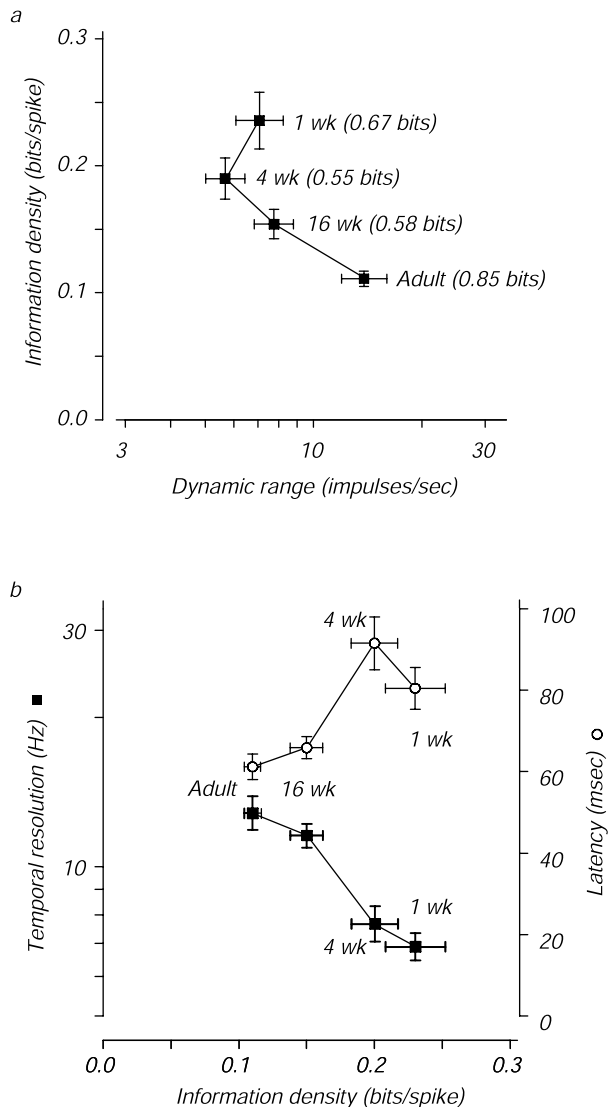 a
0.3
0.2
0.1
0.0
Information density (bits/spike)
1 wk (0.67 bits)
4 wk (0.55 bits)
16 wk (0.58 bits)
Adult (0.85 bits)
3
10
30
Dynamic range (impulses/sec)
b
30
10
Temporal resolution (Hz)
4 wk
1 wk
Adult
16 wk
1 wk
4 wk
100
80
60
40
20
0
Latency (msec)
0.0
0.1
0.2
0.3
Information density (bits/spike)